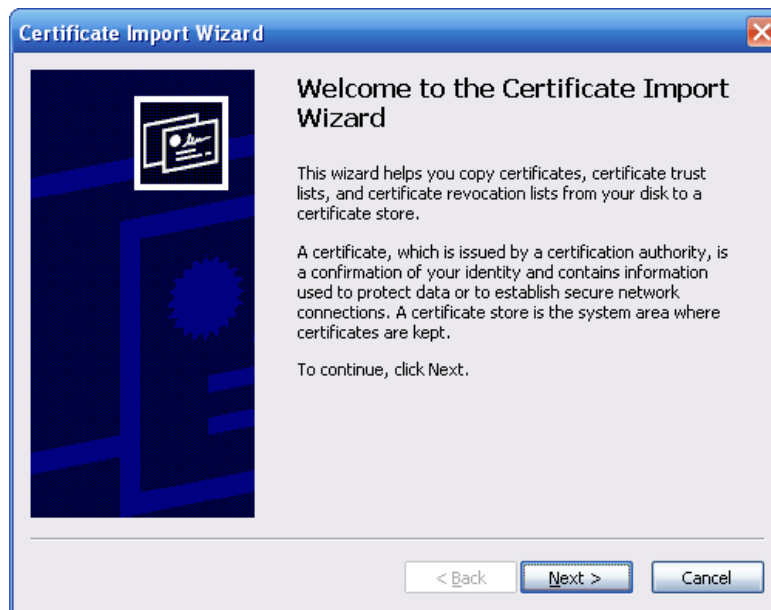 Certificate Import Wizard
Welcome to the Certificate Import
Wizard
This wizard helps you copy certificates, certificate trust
lists, and certificate revocation lists from your disk to a
certificate store.
A certificate, which is issued by a certification authority, is
a confirmation of your identity and contains information
used to protect data or to establish secure network
connections. A certificate store is the system area where
certificates are kept.
To continue, click Next.
< Back Next > Cancel